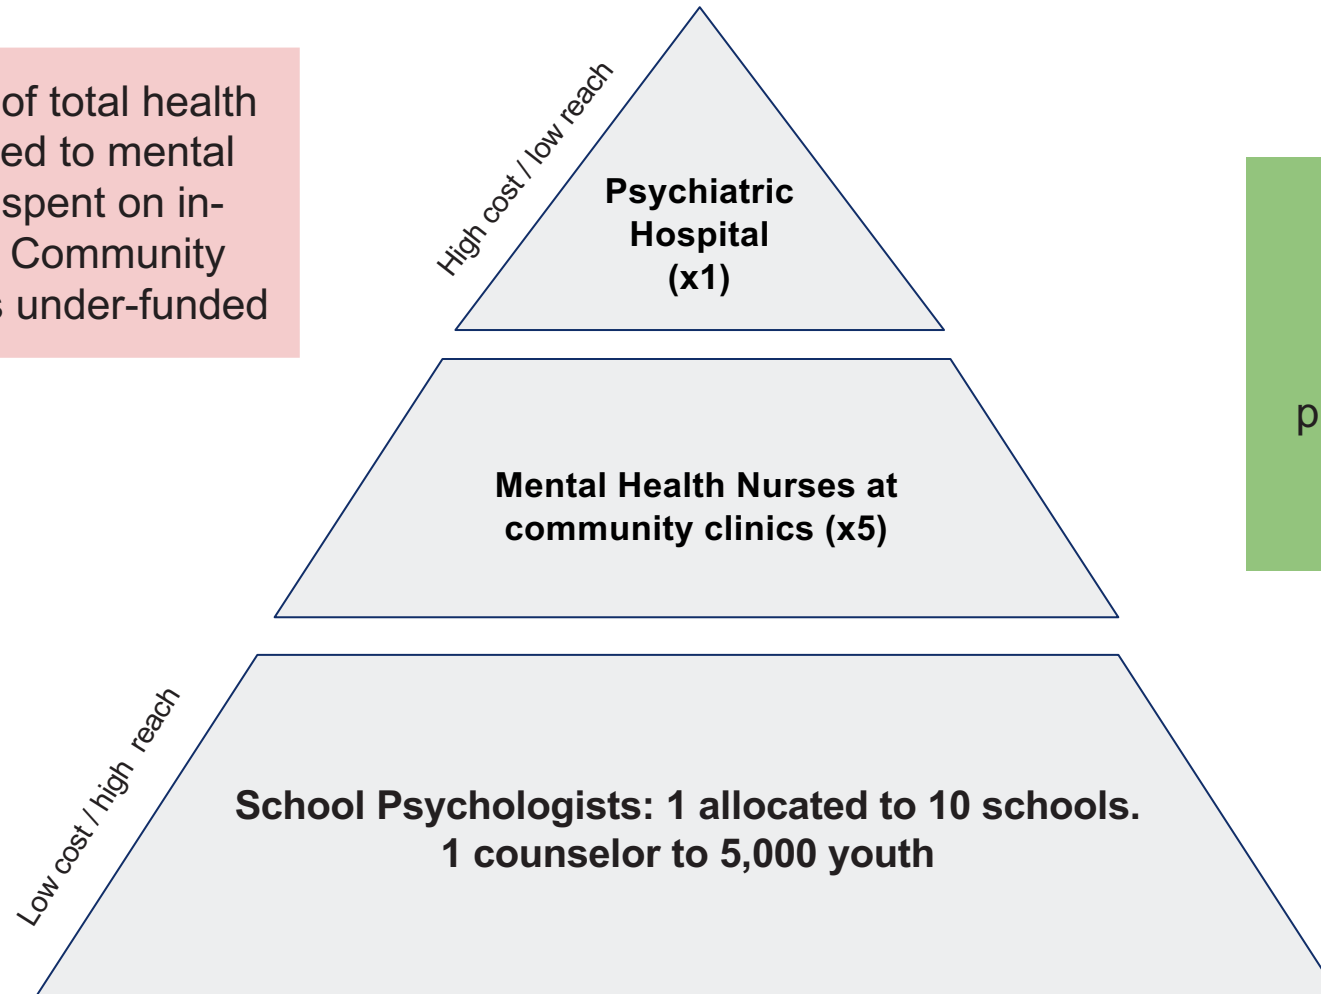 of total health
ed to mental
spent on in-
Community
s under-funded
High cost / low reach
Psychiatric
Hospital
(x1)
p
Mental Health Nurses at
community clinics (x5)
Low cost / high reach
School Psychologists: 1 allocated to 10 schools.
1 counselor to 5,000 youth